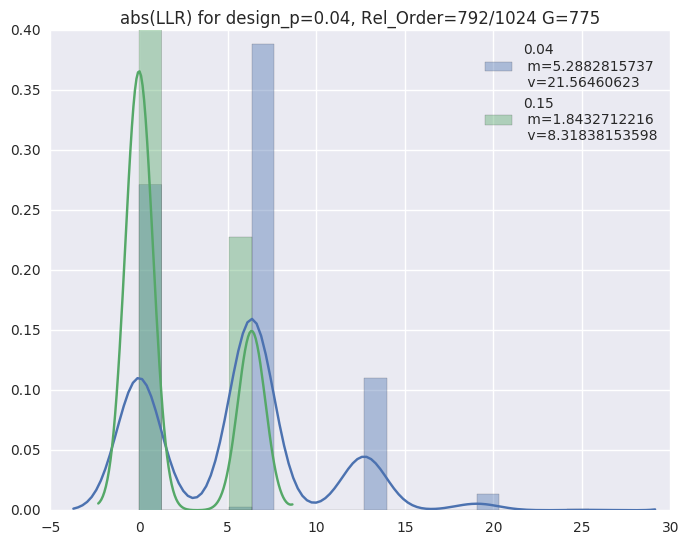 abs(LLR) for design_p=0.04, Rel_Order=792/1024 G=775
0.40
0.35
0.30
0.25
0.20
0.15
0.10
0.05
0.00
0.04
m=5.2882815737
v=21.56460623
0.15
m=1.8432712216
v=8.31838153598
−5 0 5 10 15 20 25 30